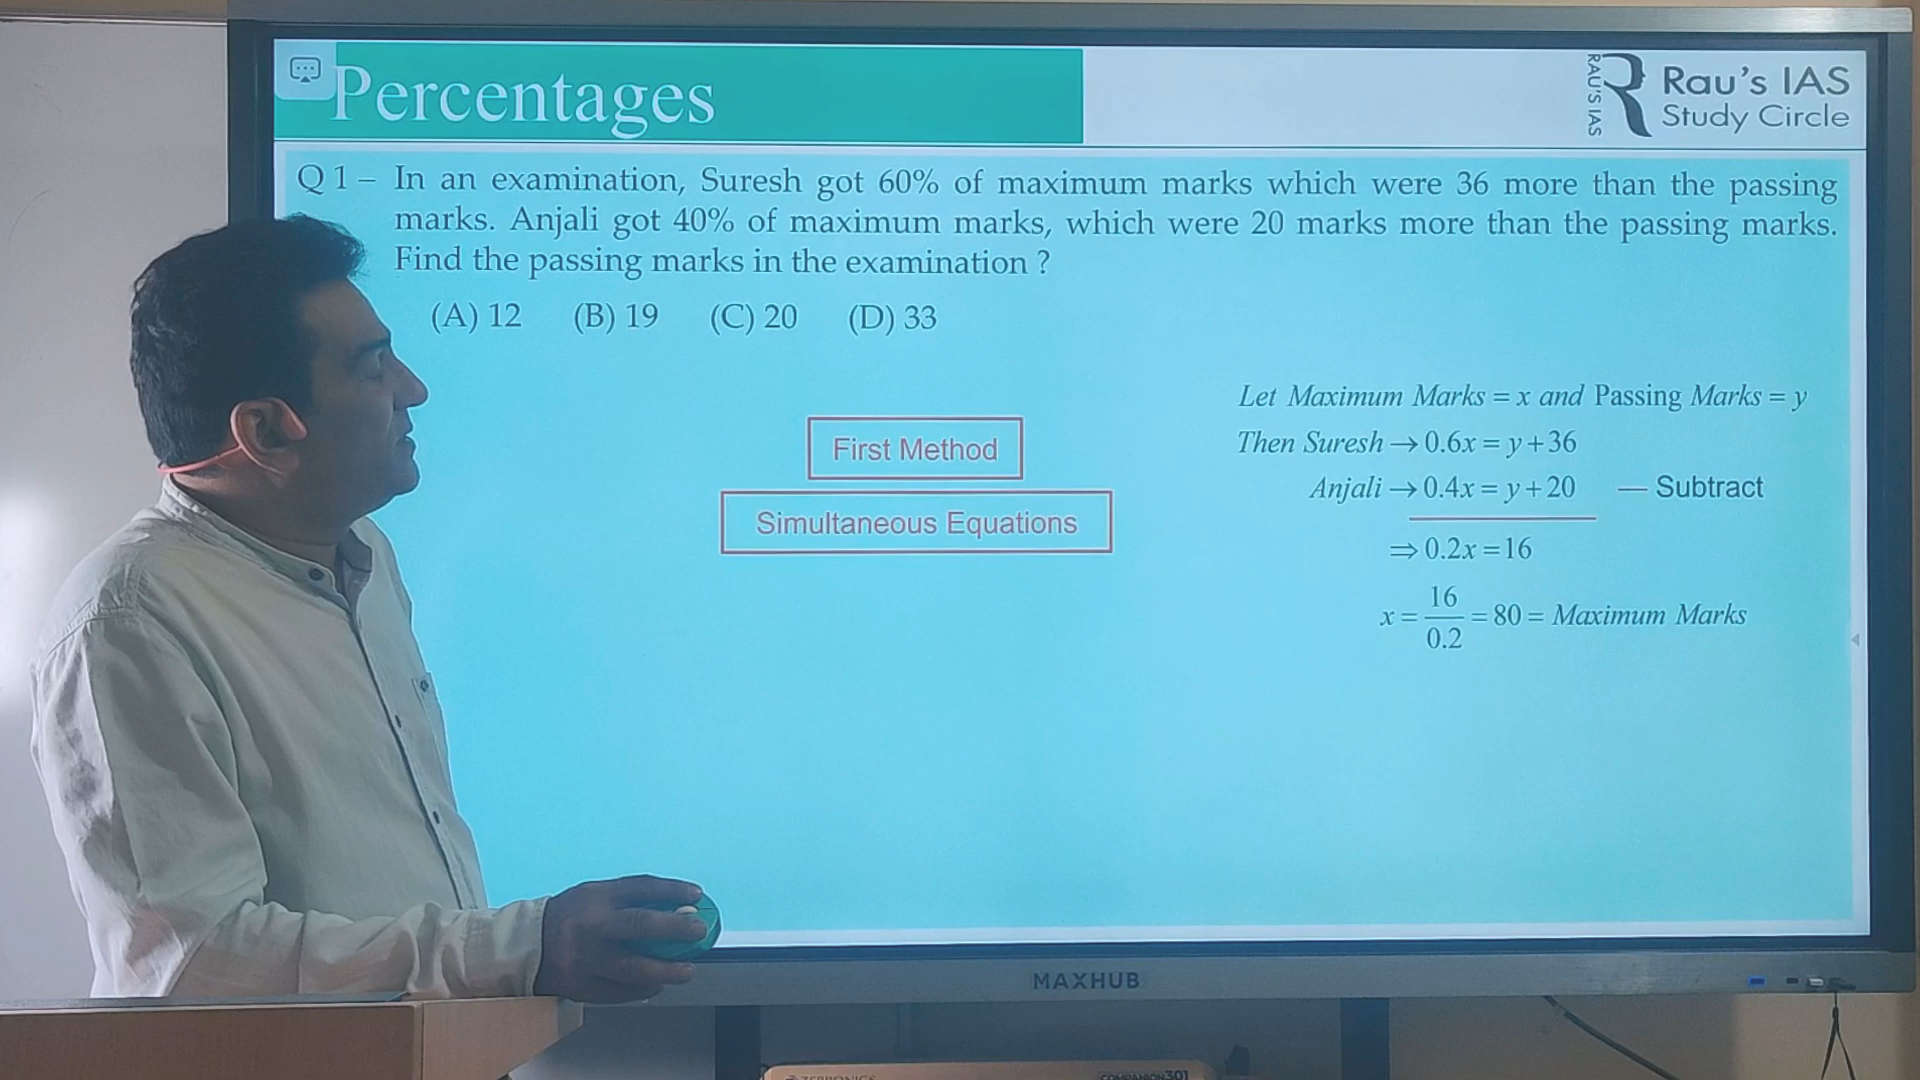 Percentages
RAU'S IAS
Rau's IAS
Study Circle
Q 1 – In an examination, Suresh got 60% of maximum marks which were 36 more than the passing
marks. Anjali got 40% of maximum marks, which were 20 marks more than the passing marks.
Find the passing marks in the examination ?
(A) 12 (B) 19 (C) 20 (D) 33
First Method
Simultaneous Equations
Let Maximum Marks = x and Passing Marks = y
Then Suresh → 0.6x = y + 36
Anjali → 0.4x = y + 20 — Subtract
⇒ 0.2x = 16
x = 16/0.2 = 80 = Maximum Marks
MAXHUB
ZEBRONICS
COMPANION301